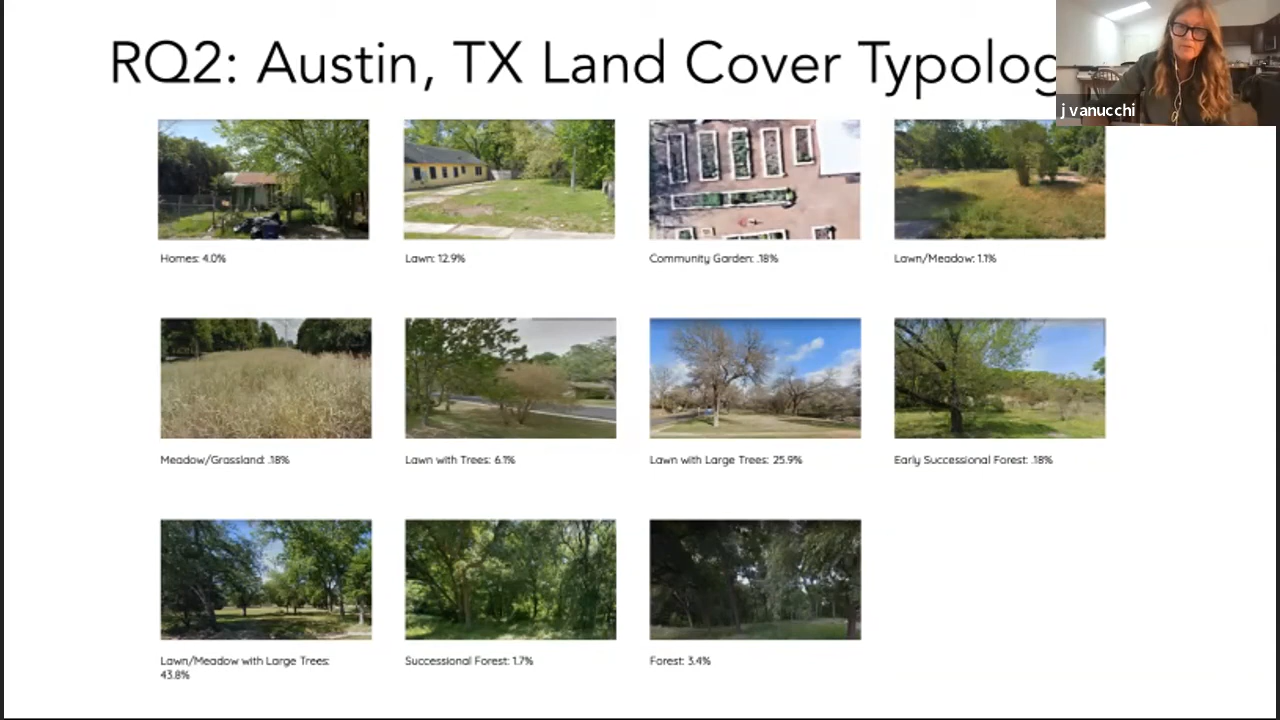 RQ2: Austin, TX Land Cover Typolog
j vanucchi
Homes: 4.0%
Lawn: 12.9%
Community Garden: .18%
Lawn/Meadow: 1.1%
Meadow/Grassland: .18%
Lawn with Trees: 6.1%
Lawn with Large Trees: 25.9%
Early Successional Forest: .18%
Lawn/Meadow with Large Trees:
43.8%
Successional Forest: 1.7%
Forest: 3.4%